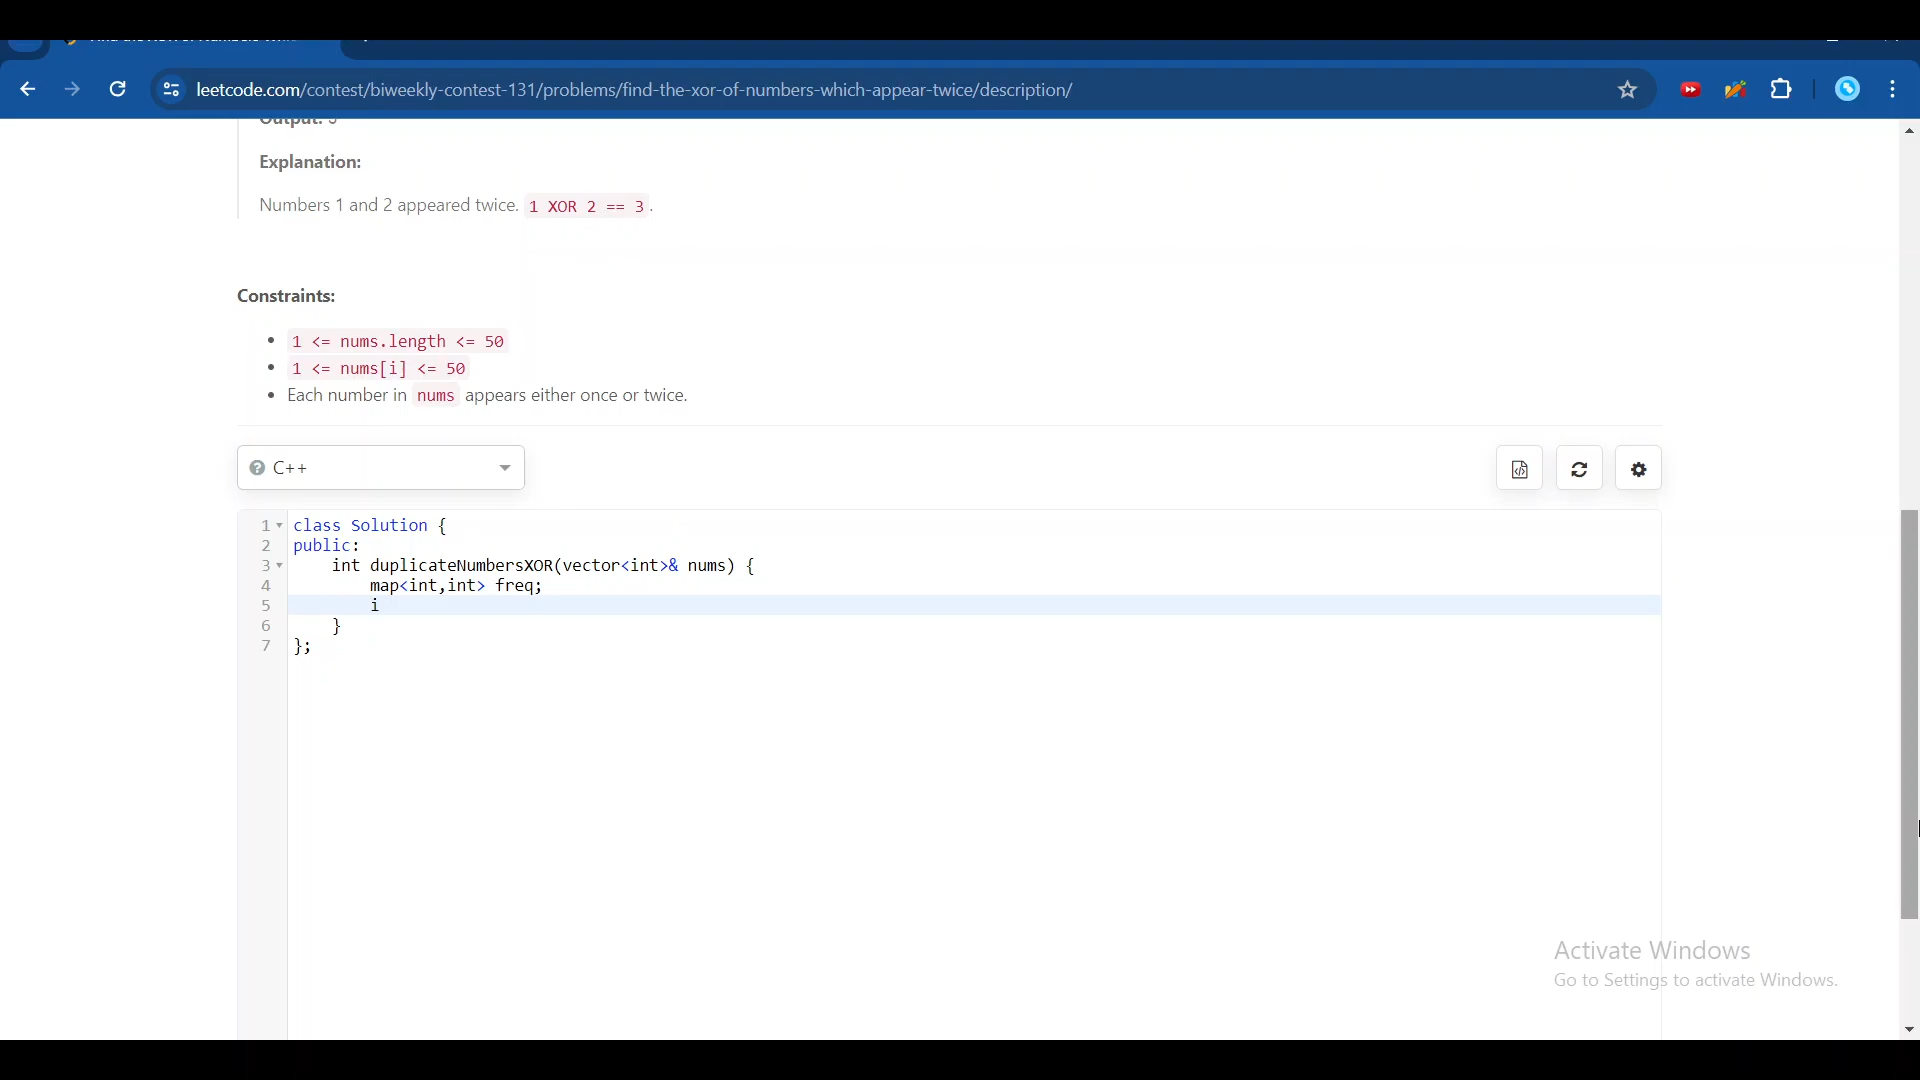 leetcode.com/contest/biweekly-contest-131/problems/find-the-xor-of-numbers-which-appear-twice/description/
Explanation:
Numbers 1 and 2 appeared twice. 1 XOR 2 == 3.
Constraints:
• 1 <= nums.length <= 50
• 1 <= nums[i] <= 50
• Each number in nums appears either once or twice.
C++
1 class Solution {
2 public:
3 int duplicateNumbersXOR(vector<int>& nums) {
4 map<int,int> freq;
5 i
6 }
7 };
Activate Windows
Go to Settings to activate Windows.